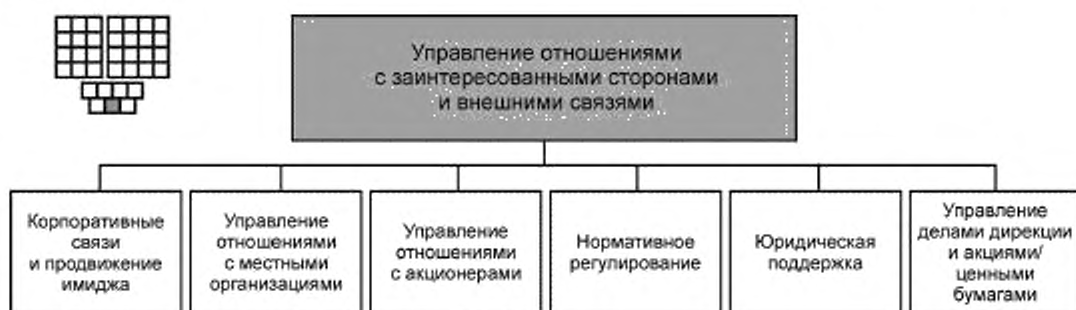 Управление отношениями
с заинтересованными сторонами
и внешними связями
Корпоративные
связи
и продвижение
имиджа
Управление
отношениями
с местными
организациями
Управление
отношениями
с акционерами
Нормативное
регулирование
Юридическая
поддержка
Управление
делами дирекции
и акциями/
ценными
бумагами